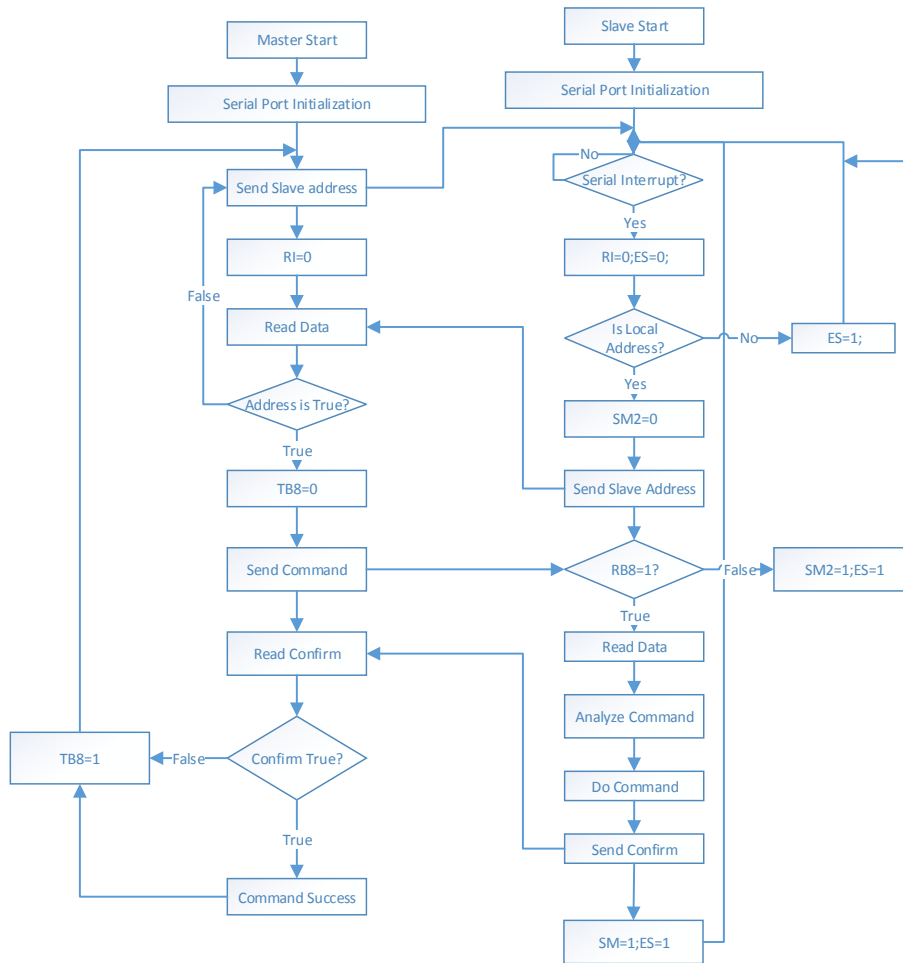 Master Start
Serial Port Initialization
Send Slave address
RI=0
False
Read Data
Address is True?
True
TB8=0
Send Command
Read Confirm
Confirm True?
False
TB8=1
True
Command Success
Slave Start
Serial Port Initialization
No
Serial Interrupt?
Yes
RI=0;ES=0;
Is Local
Address?
No
ES=1;
Yes
SM2=0
Send Slave Address
RB8=1?
False
SM2=1;ES=1
True
Read Data
Analyze Command
Do Command
Send Confirm
SM=1;ES=1